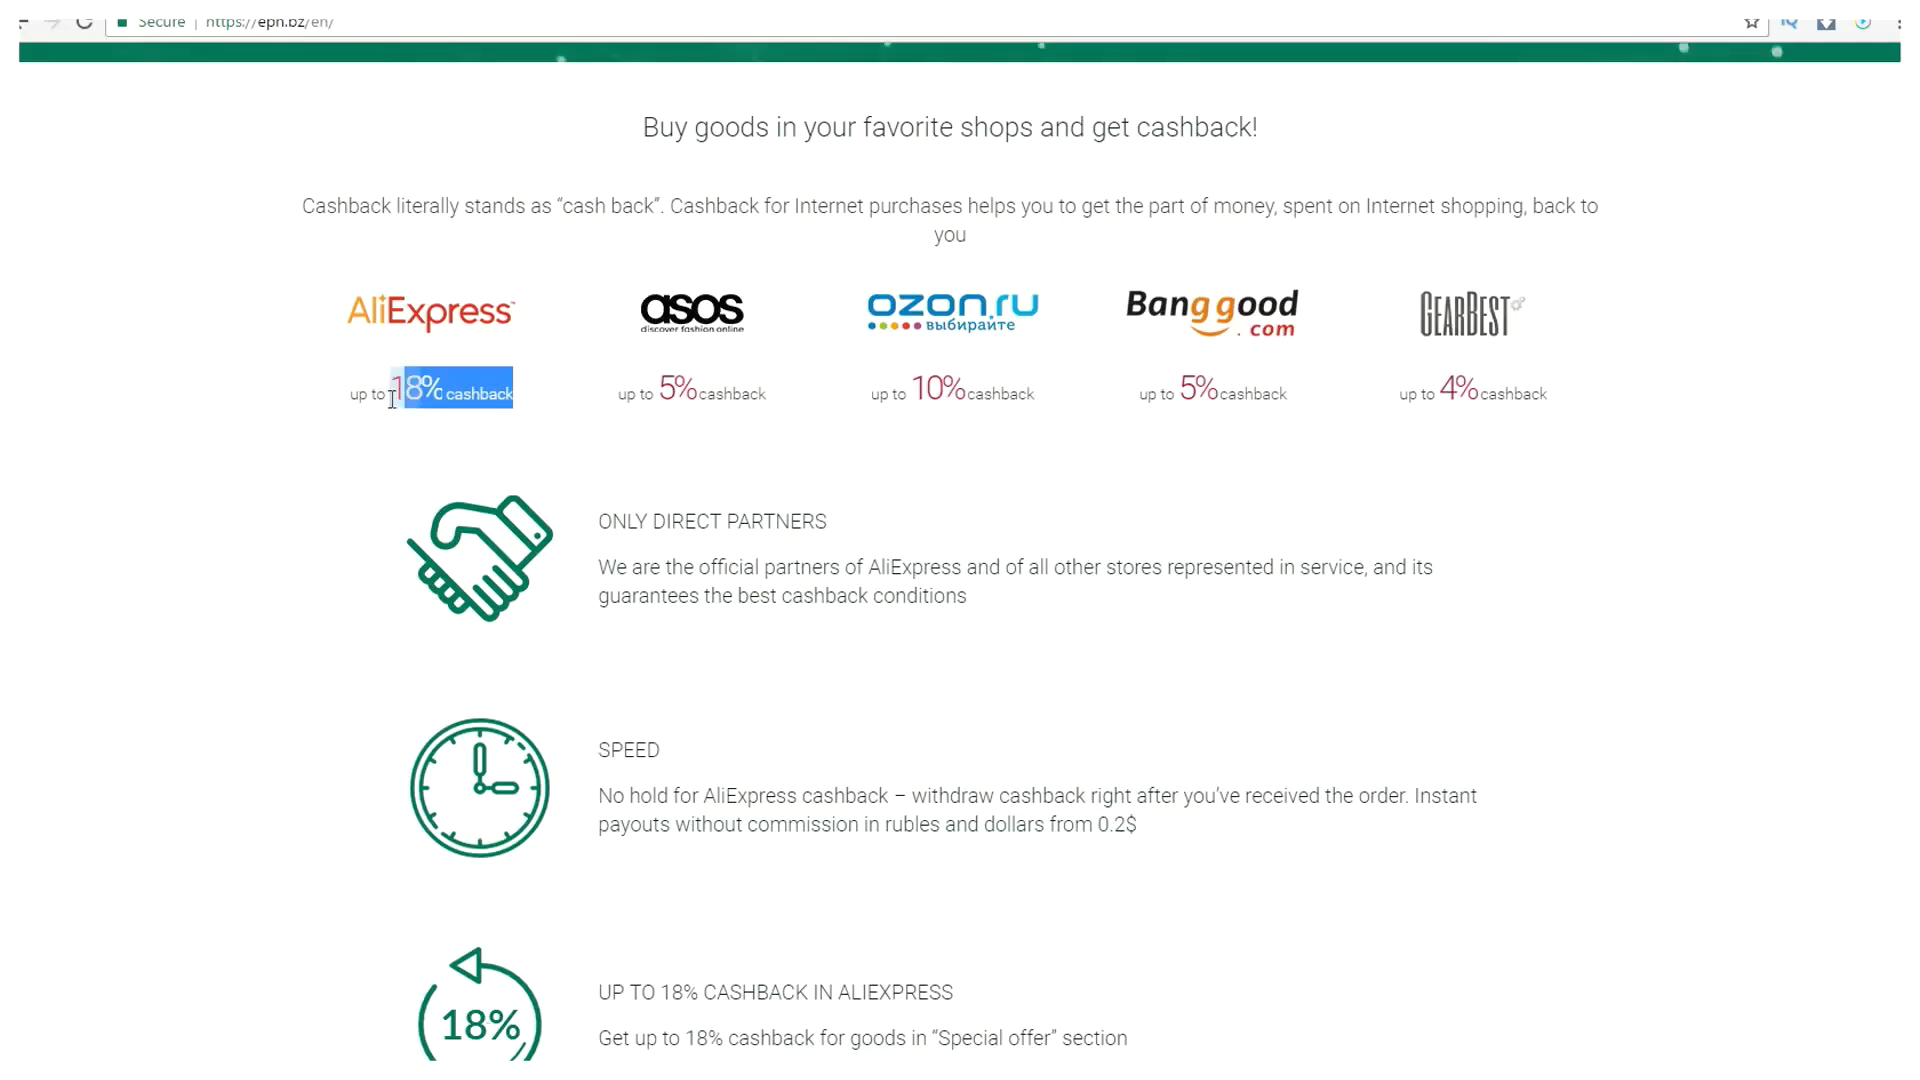 Secure | https://epn.bz/en/
Buy goods in your favorite shops and get cashback!
Cashback literally stands as “cash back”. Cashback for Internet purchases helps you to get the part of money, spent on Internet shopping, back to
you
AliExpress
asos
discover fashion online
ozon.ru
выбирайте
Banggood
.com
GEARBEST
up to 18% cashback
up to 5% cashback
up to 10% cashback
up to 5% cashback
up to 4% cashback
ONLY DIRECT PARTNERS
We are the official partners of AliExpress and of all other stores represented in service, and its
guarantees the best cashback conditions
SPEED
No hold for AliExpress cashback – withdraw cashback right after you’ve received the order. Instant
payouts without commission in rubles and dollars from 0.2$
18%
UP TO 18% CASHBACK IN ALIEXPRESS
Get up to 18% cashback for goods in “Special offer” section